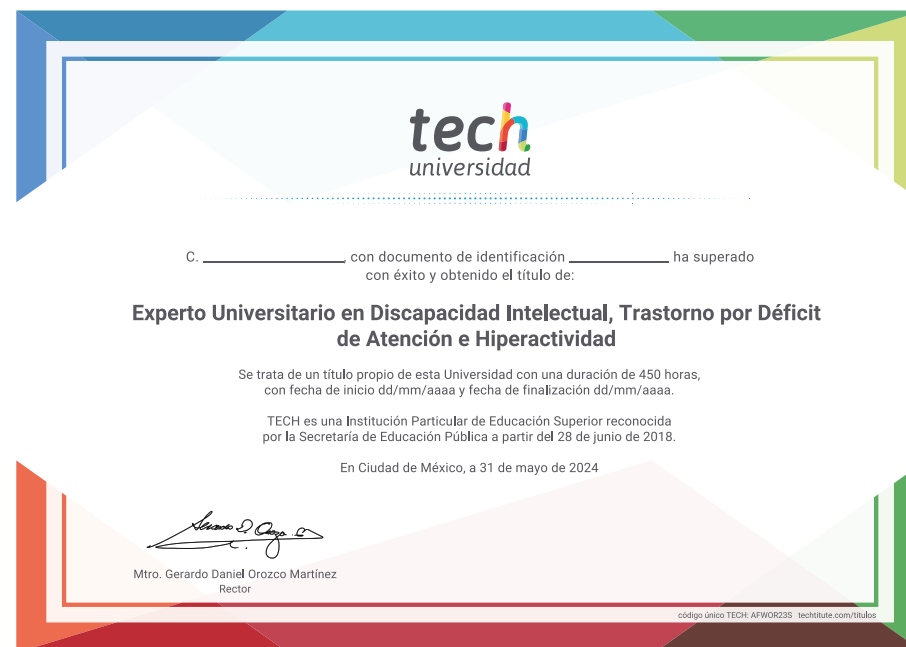 tech
universidad
C. ____________, con documento de identificación ____________ ha superado
con éxito y obtenido el título de:
Experto Universitario en Discapacidad Intelectual, Trastorno por Déficit
de Atención e Hiperactividad
Se trata de un título propio de esta Universidad con una duración de 450 horas,
con fecha de inicio dd/mm/aaaa y fecha de finalización dd/mm/aaaa.
TECH es una Institución Particular de Educación Superior reconocida
por la Secretaría de Educación Pública a partir del 28 de junio de 2018.
En Ciudad de México, a 31 de mayo de 2024
Mtro. Gerardo Daniel Orozco Martínez
Rector
código único TECH: AFWOR23S techtitute.com/titulos